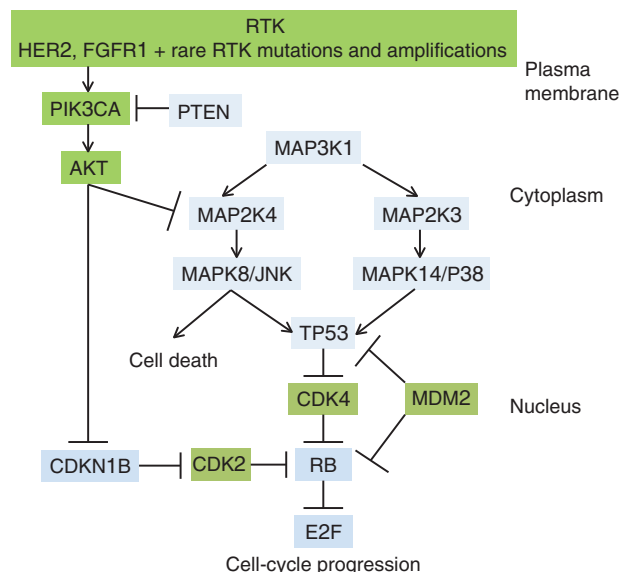 RTK
HER2, FGFR1 + rare RTK mutations and amplifications
Plasma
membrane
PIK3CA
PTEN
MAP3K1
AKT
Cytoplasm
MAP2K4
MAP2K3
MAPK8/JNK
MAPK14/P38
TP53
Cell death
CDK4
MDM2
Nucleus
CDKN1B
CDK2
RB
E2F
Cell-cycle progression